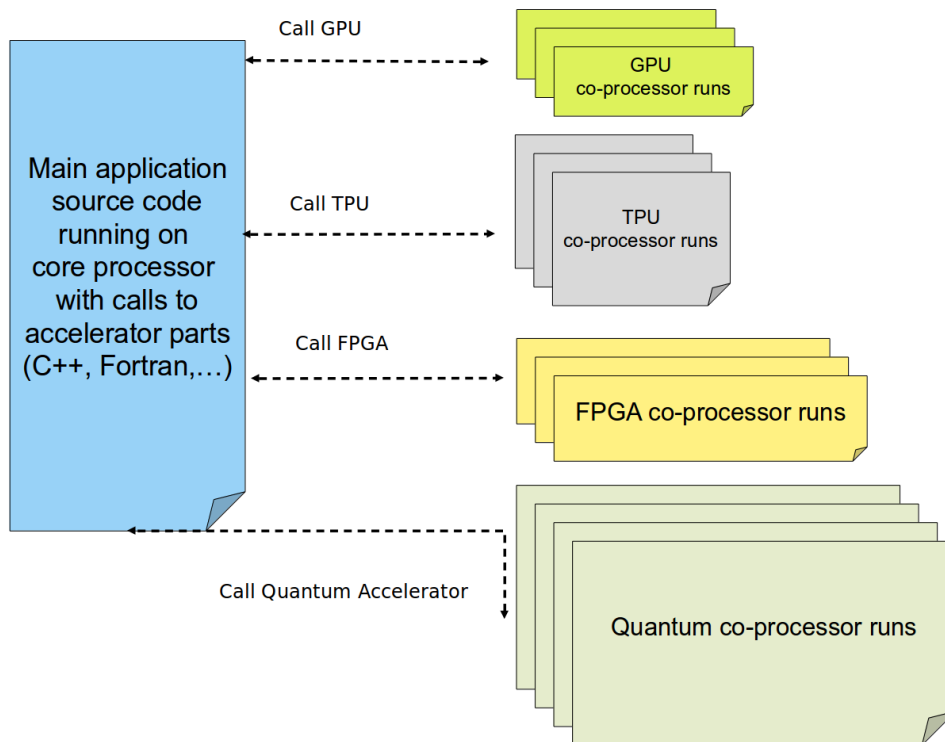 Call GPU
GPU
co-processor runs
Main application
source code
running on
core processor
with calls to
accelerator parts
(C++, Fortran,…)
Call TPU
TPU
co-processor runs
Call FPGA
FPGA co-processor runs
Call Quantum Accelerator
Quantum co-processor runs